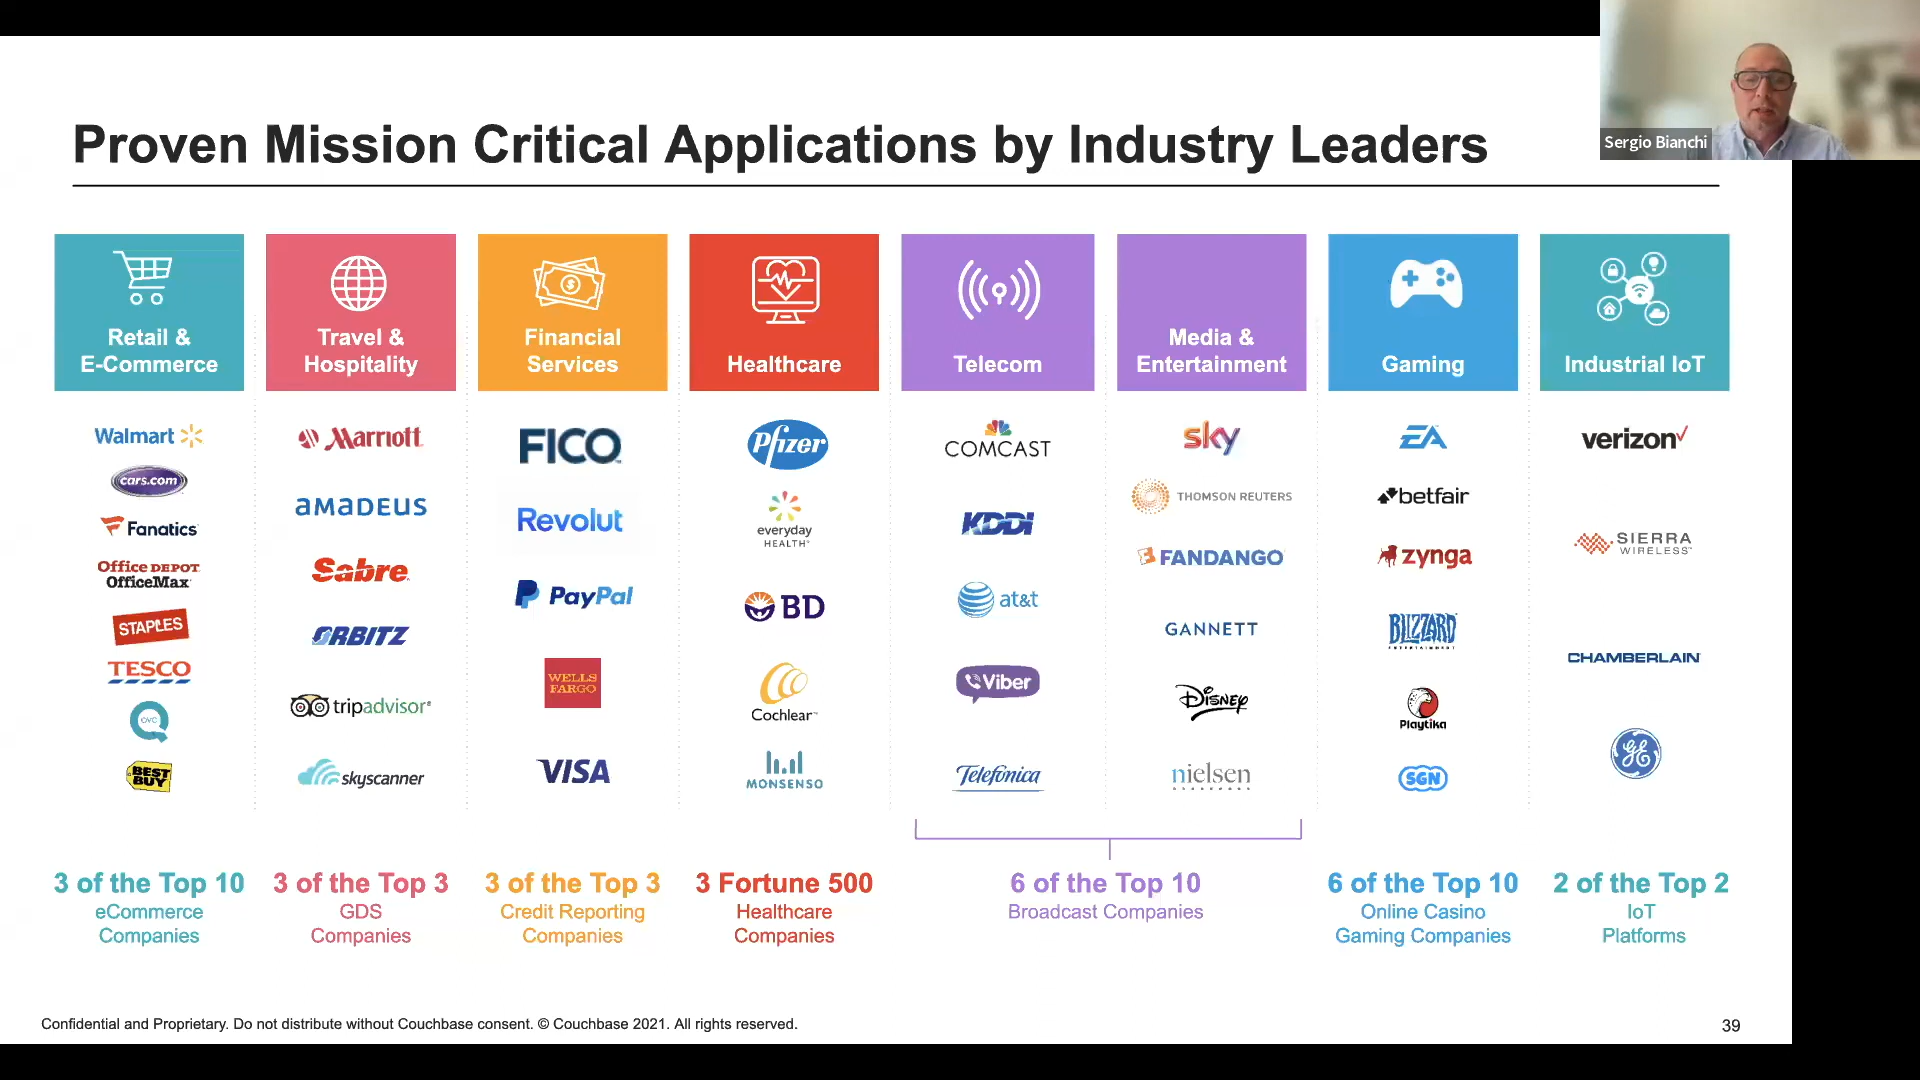 Sergio Bianchi
Proven Mission Critical Applications by Industry Leaders
Retail &
E-Commerce
Travel &
Hospitality
Financial
Services
Healthcare
Telecom
Media &
Entertainment
Gaming
Industrial IoT
Walmart
cars.com
Fanatics
Office DEPOT
OfficeMax
STAPLES
TESCO
QVC
BEST
BUY
Marriott
amadeus
Sabre
ORBITZ
tripadvisor
skyscanner
FICO
Revolut
PayPal
WELLS
FARGO
VISA
Pfizer
everyday
HEALTH
BD
Cochlear
MONSENSO
COMCAST
KDDI
at&t
Viber
Telefónica
sky
THOMSON REUTERS
FANDANGO
GANNETT
DISNEY
nielsen
EA
betfair
zynga
BLIZZARD
ENTERTAINMENT
Playtika
SGN
verizon
SIERRA
WIRELESS
CHAMBERLAIN
GE
3 of the Top 10
eCommerce
Companies
3 of the Top 3
GDS
Companies
3 of the Top 3
Credit Reporting
Companies
3 Fortune 500
Healthcare
Companies
6 of the Top 10
Broadcast Companies
6 of the Top 10
Online Casino
Gaming Companies
2 of the Top 2
IoT
Platforms
Confidential and Proprietary. Do not distribute without Couchbase consent. © Couchbase 2021. All rights reserved.
39